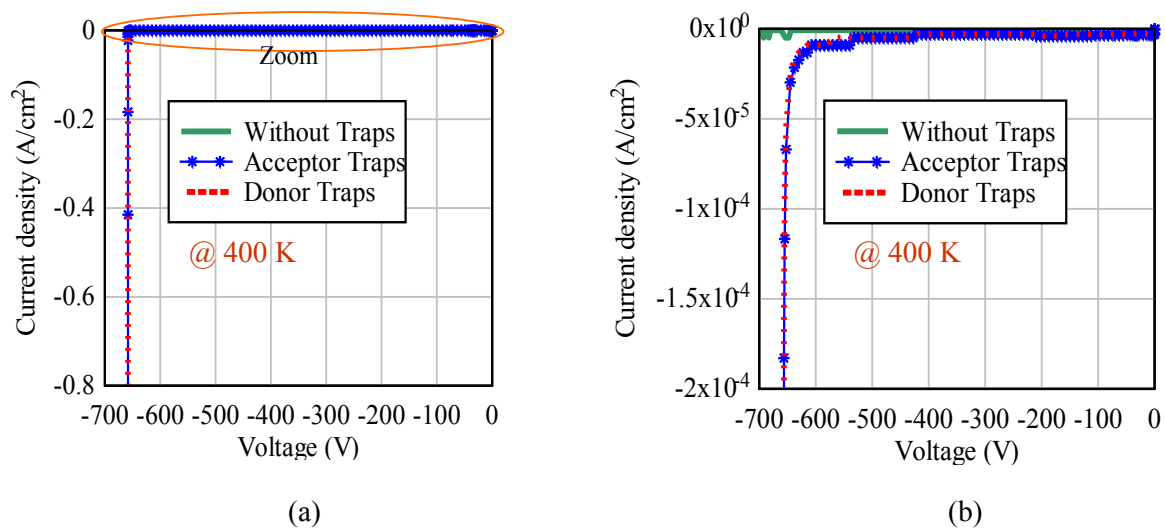 0
-0.2
-0.4
-0.6
-0.8
Current density (A/cm²)
Zoom
Without Traps
Acceptor Traps
Donor Traps
@ 400 K
-700 -600 -500 -400 -300 -200 -100 0
Voltage (V)
(a)
0x10⁰
-5x10⁻⁵
-1x10⁻⁴
-1.5x10⁻⁴
-2x10⁻⁴
Current density (A/cm²)
Without Traps
Acceptor Traps
Donor Traps
@ 400 K
-700 -600 -500 -400 -300 -200 -100 0
Voltage (V)
(b)